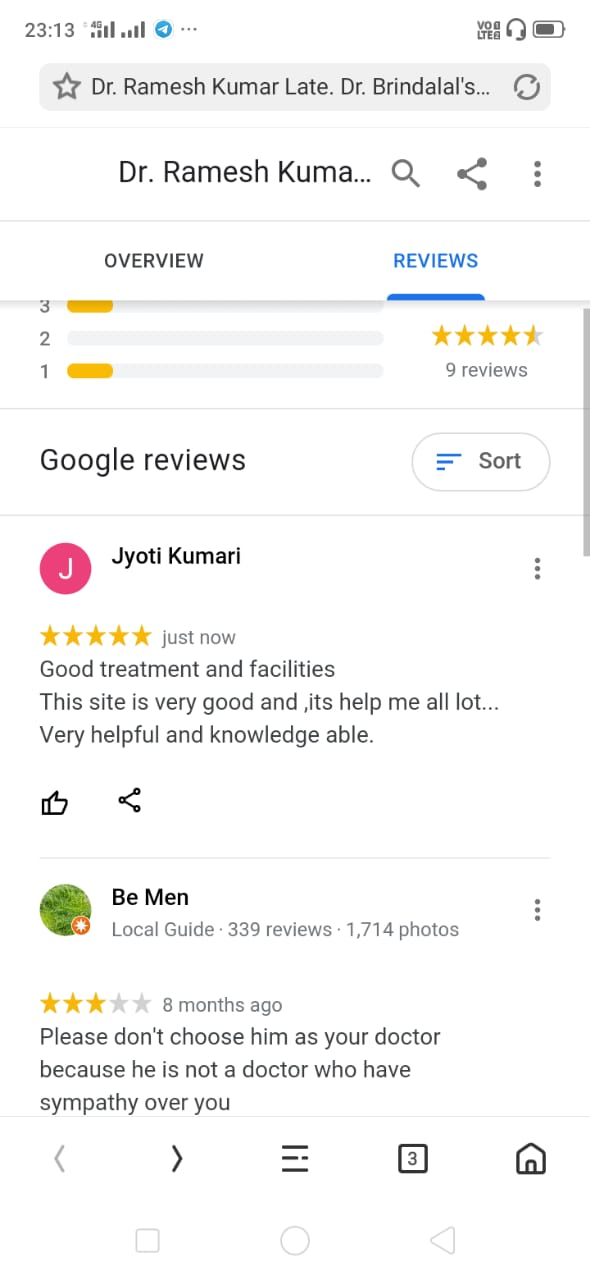 23:13 4G ... VO LTE
Dr. Ramesh Kumar Late. Dr. Brindalal's...
Dr. Ramesh Kuma...
OVERVIEW REVIEWS
3
2
1
9 reviews
Google reviews Sort
J Jyoti Kumari
just now
Good treatment and facilities
This site is very good and ,its help me all lot...
Very helpful and knowledge able.
Be Men
Local Guide · 339 reviews · 1,714 photos
8 months ago
Please don't choose him as your doctor
because he is not a doctor who have
sympathy over you
3